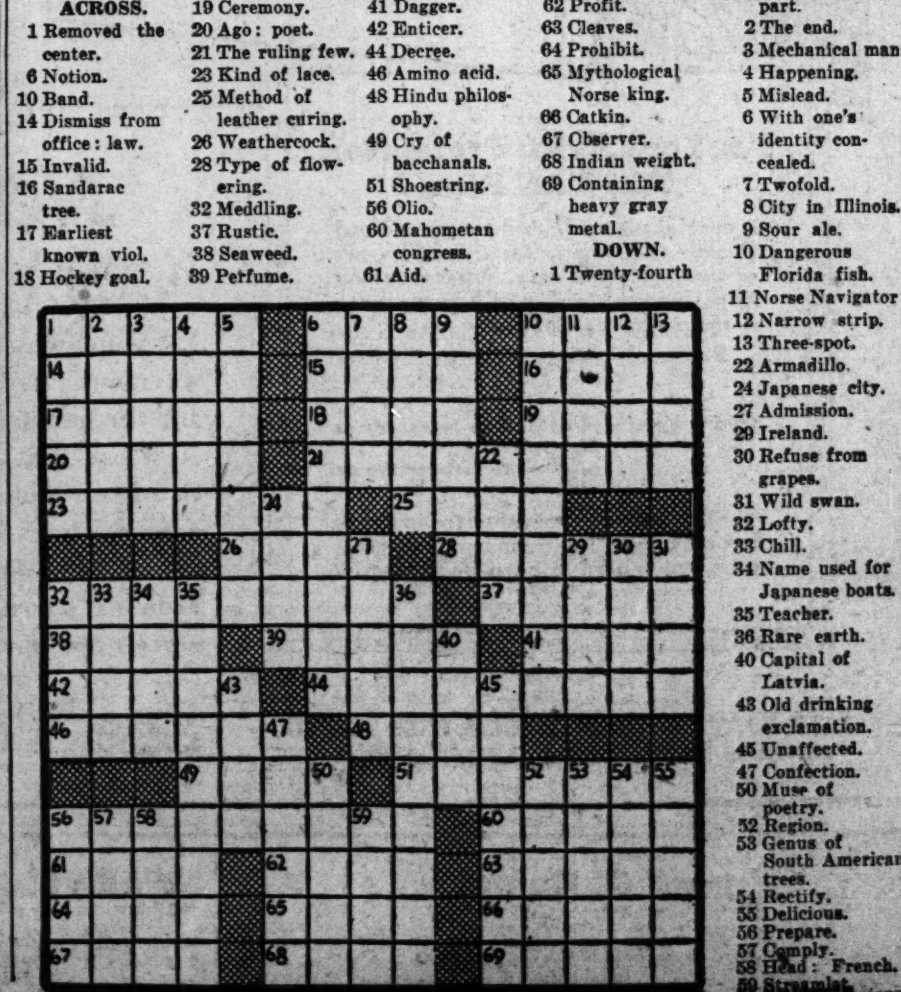 ACROSS.
1 Removed the
center.
6 Notion.
10 Band.
14 Dismiss from
office: law.
15 Invalid.
16 Sandarac
tree.
17 Earliest
known viol.
18 Hockey goal.
19 Ceremony.
20 Ago: poet.
21 The ruling few.
23 Kind of lace.
25 Method of
leather curing.
26 Weathercock.
28 Type of flow-
ering.
32 Meddling.
37 Rustic.
38 Seaweed.
39 Perfume.
41 Dagger.
42 Enticer.
44 Decree.
46 Amino acid.
48 Hindu philos-
ophy.
49 Cry of
bacchanals.
51 Shoestring.
56 Olio.
60 Mahometan
congress.
61 Aid.
62 Profit.
63 Cleaves.
64 Prohibit.
65 Mythological
Norse king.
66 Catkin.
67 Observer.
68 Indian weight.
69 Containing
heavy gray
metal.
DOWN.
1 Twenty-fourth
part.
2 The end.
3 Mechanical man
4 Happening.
5 Mislead.
6 With one's
identity con-
cealed.
7 Twofold.
8 City in Illinois.
9 Sour ale.
10 Dangerous
Florida fish.
11 Norse Navigator
12 Narrow strip.
13 Three-spot.
22 Armadillo.
24 Japanese city.
27 Admission.
29 Ireland.
30 Refuse from
grapes.
31 Wild swan.
32 Lofty.
33 Chill.
34 Name used for
Japanese boats.
35 Teacher.
36 Rare earth.
40 Capital of
Latvia.
43 Old drinking
exclamation.
45 Unaffected.
47 Confection.
50 Muse of
poetry.
52 Region.
53 Genus of
South American
trees.
54 Rectify.
55 Delicious.
56 Prepare.
57 Comply.
58 Head: French.
59 Streamlet.
1 2 3 4 5 6 7 8 9 10 11 12 13
14 15 16
17 18 19
20 21 22
23 24 25
26 27 28 29 30 31
32 33 34 35 36 37
38 39 40 41
42 43 44 45
46 47 48
49 50 51 52 53 54 55
56 57 58 59 60
61 62 63
64 65 66
67 68 69